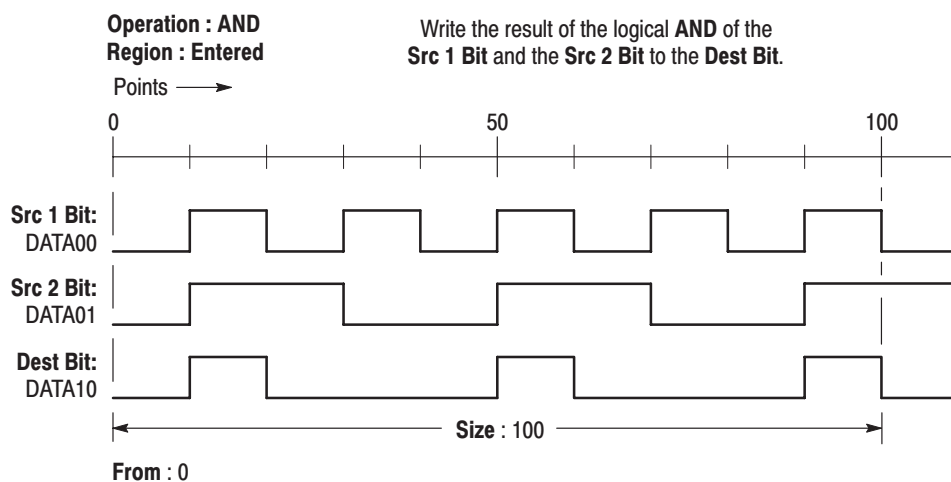 Operation : AND
Region : Entered
Write the result of the logical AND of the
Src 1 Bit and the Src 2 Bit to the Dest Bit.
Points
0 50 100
Src 1 Bit:
DATA00
Src 2 Bit:
DATA01
Dest Bit:
DATA10
Size : 100
From : 0